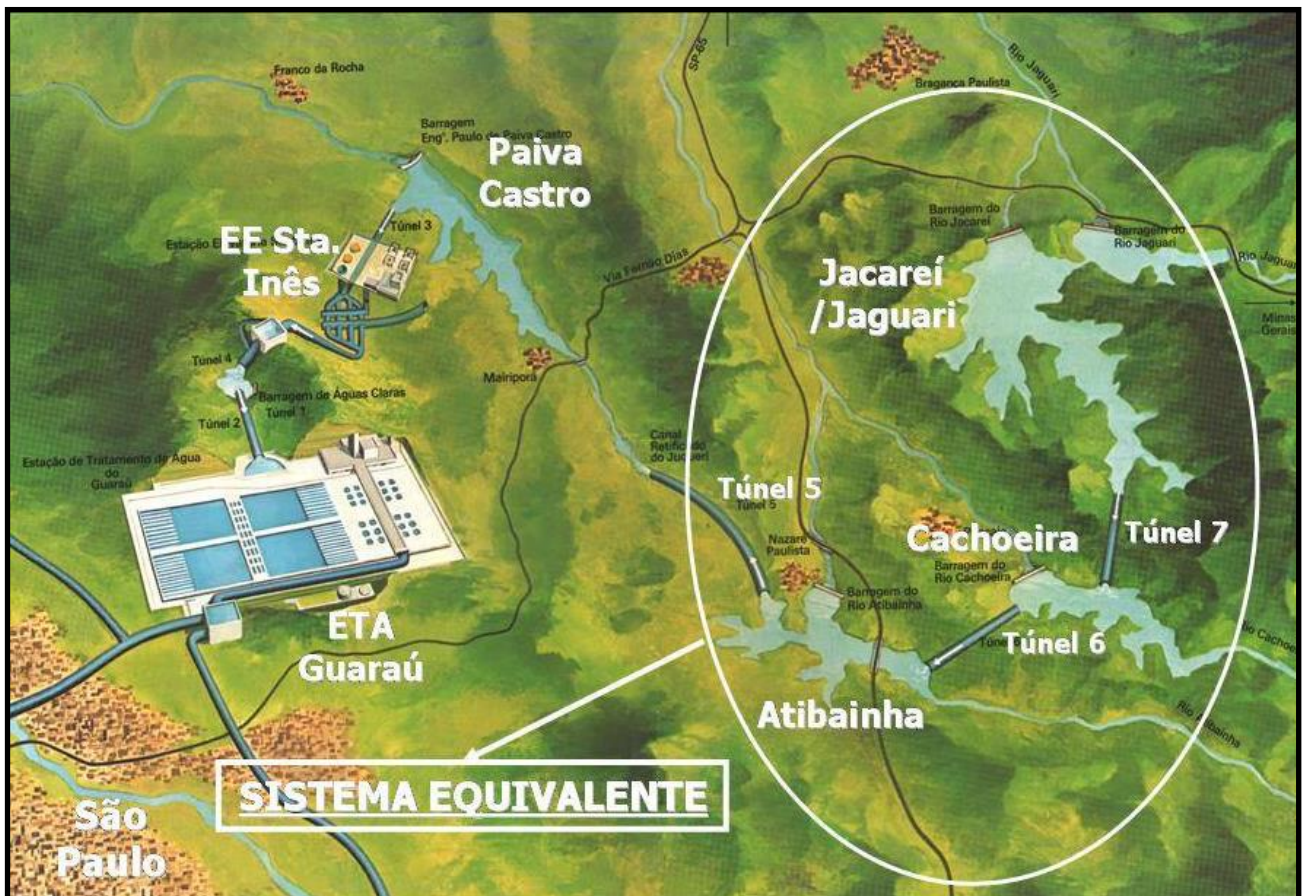 SP-65
Rio Jaguari
Franco da Rocha
Bragança Paulista
Barragem
Engº. Paulo de Paiva Castro
Paiva
Castro
Túnel 3
Estação
EE Sta.
Inês
Barragem do
Rio Jacareí
Barragem do
Rio Jaguari
Rio Jaguari
Via Fernão Dias
Jacareí
/Jaguari
Minas
Gerais
Túnel 4
Mairiporã
Barragem de Águas Claras
Túnel 1
Túnel 2
Canal
Retificado
do Juqueri
Estação de Tratamento de Água
do
Guaraú
Túnel 5
Túnel 5
Túnel 7
Nazaré
Paulista
Cachoeira
Barragem do
Rio Cachoeira
Barragem do
Rio Atibainha
ETA
Guaraú
Túnel 6
Atibainha
Rio Atibainha
SISTEMA EQUIVALENTE
São
Paulo